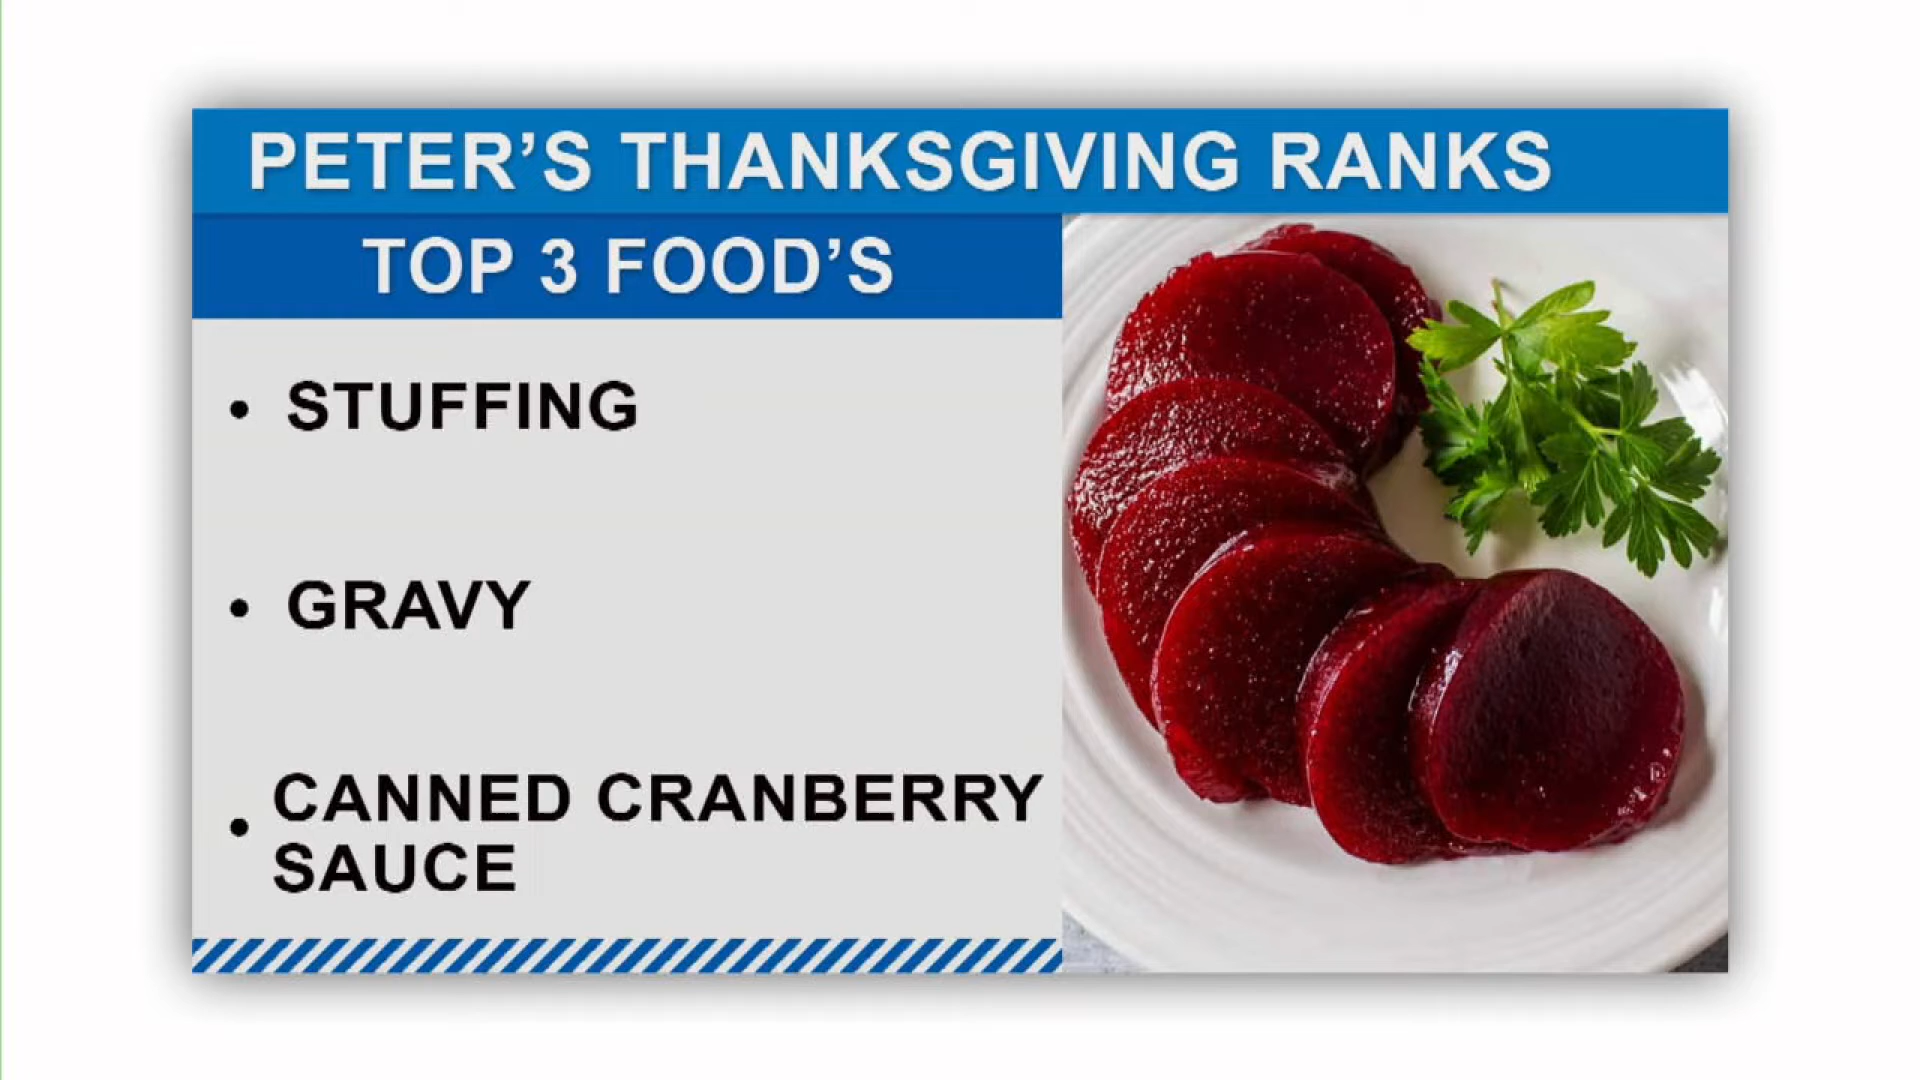 PETER’S THANKSGIVING RANKS
TOP 3 FOOD’S
• STUFFING
• GRAVY
• CANNED CRANBERRY
SAUCE